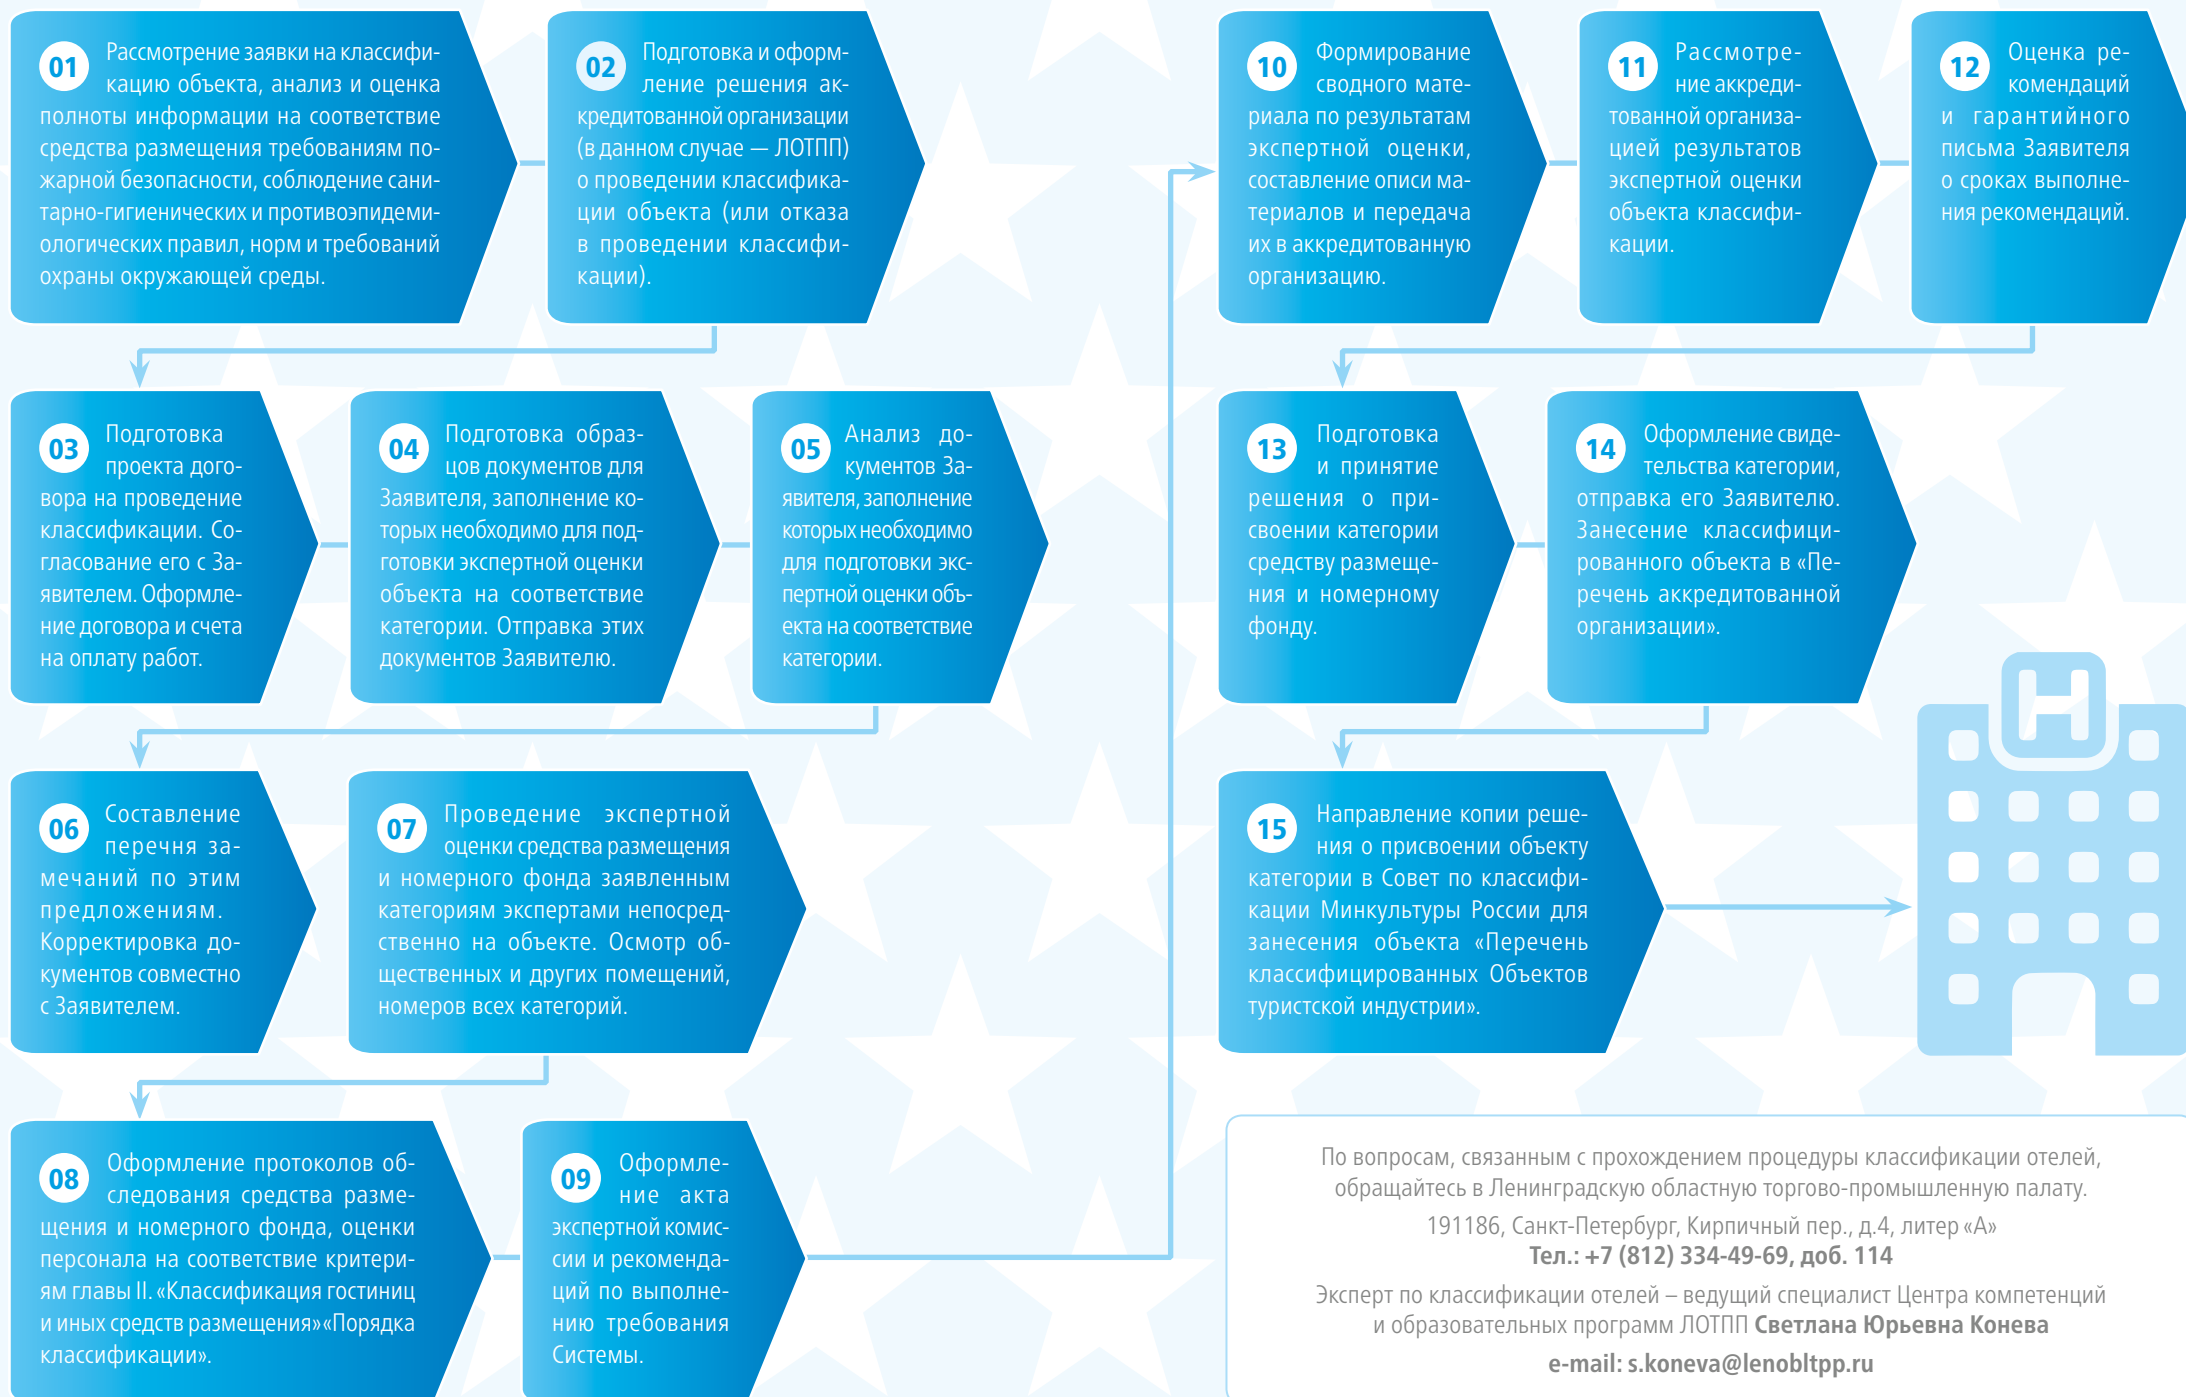 01 Рассмотрение заявки на классифи-
кацию объекта, анализ и оценка
полноты информации на соответствие
средства размещения требованиям по-
жарной безопасности, соблюдение сани-
тарно-гигиенических и противоэпидеми-
ологических правил, норм и требований
охраны окружающей среды.
02 Подготовка и оформ-
ление решения ак-
кредитованной организации
(в данном случае — ЛОТПП)
о проведении классифика-
ции объекта (или отказа
в проведении классифи-
кации).
03 Подготовка
проекта дого-
вора на проведение
классификации. Со-
гласование его с За-
явителем. Оформле-
ние договора и счета
на оплату работ.
04 Подготовка образ-
цов документов для
Заявителя, заполнение ко-
торых необходимо для под-
готовки экспертной оценки
объекта на соответствие
категории. Отправка этих
документов Заявителю.
05 Анализ до-
кументов За-
явителя, заполнение
которых необходимо
для подготовки экс-
пертной оценки объ-
екта на соответствие
категории.
06 Составление
перечня за-
мечаний по этим
предложениям.
Корректировка до-
кументов совместно
с Заявителем.
07 Проведение экспертной
оценки средства размещения
и номерного фонда заявленным
категориям экспертами непосред-
ственно на объекте. Осмотр об-
щественных и других помещений,
номеров всех категорий.
08 Оформление протоколов об-
следования средства разме-
щения и номерного фонда, оценки
персонала на соответствие критери-
ям главы II. «Классификация гостиниц
и иных средств размещения» «Порядка
классификации».
09 Оформле-
ние акта
экспертной комис-
сии и рекоменда-
ций по выполне-
нию требования
Системы.
10 Формирование
сводного мате-
риала по результатам
экспертной оценки,
составление описи ма-
териалов и передача
их в аккредитованную
организацию.
11 Рассмотре-
ние аккреди-
тованной организа-
цией результатов
экспертной оценки
объекта классифи-
кации.
12 Оценка ре-
комендаций
и гарантийного
письма Заявителя
о сроках выполне-
ния рекомендаций.
13 Подготовка
и принятие
решения о при-
своении категории
средству размеще-
ния и номерному
фонду.
14 Оформление свиде-
тельства категории,
отправка его Заявителю.
Занесение классифици-
рованного объекта в «Пе-
речень аккредитованной
организации».
15 Направление копии реше-
ния о присвоении объекту
категории в Совет по классифи-
кации Минкультуры России для
занесения объекта «Перечень
классифицированных Объектов
туристской индустрии».
H
По вопросам, связанным с прохождением процедуры классификации отелей,
обращайтесь в Ленинградскую областную торгово-промышленную палату.
191186, Санкт-Петербург, Кирпичный пер., д.4, литер «А»
Тел.: +7 (812) 334-49-69, доб. 114
Эксперт по классификации отелей – ведущий специалист Центра компетенций
и образовательных программ ЛОТПП Светлана Юрьевна Конева
e-mail: s.koneva@lenobltpp.ru